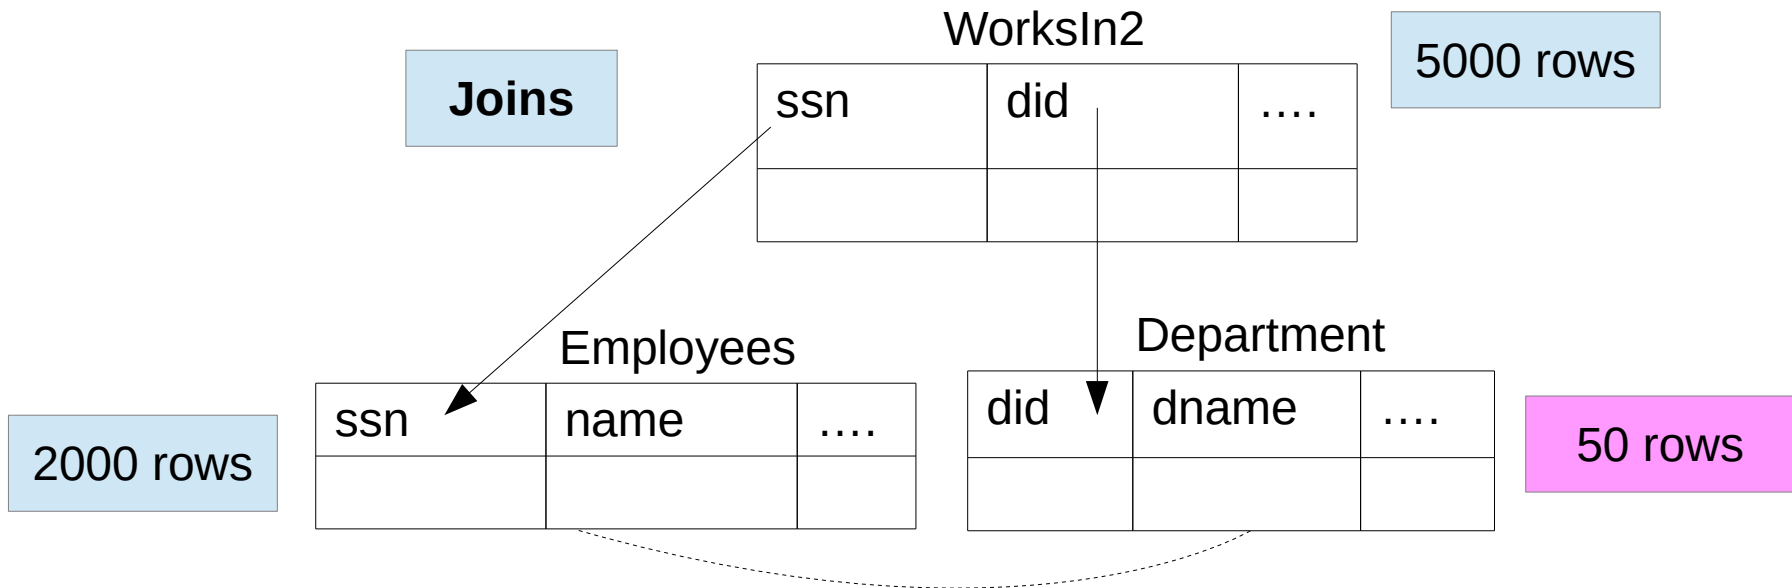 WorksIn2
5000 rows
Joins
ssn did ....
Employees
Department
ssn name ....
did dname ....
2000 rows
50 rows